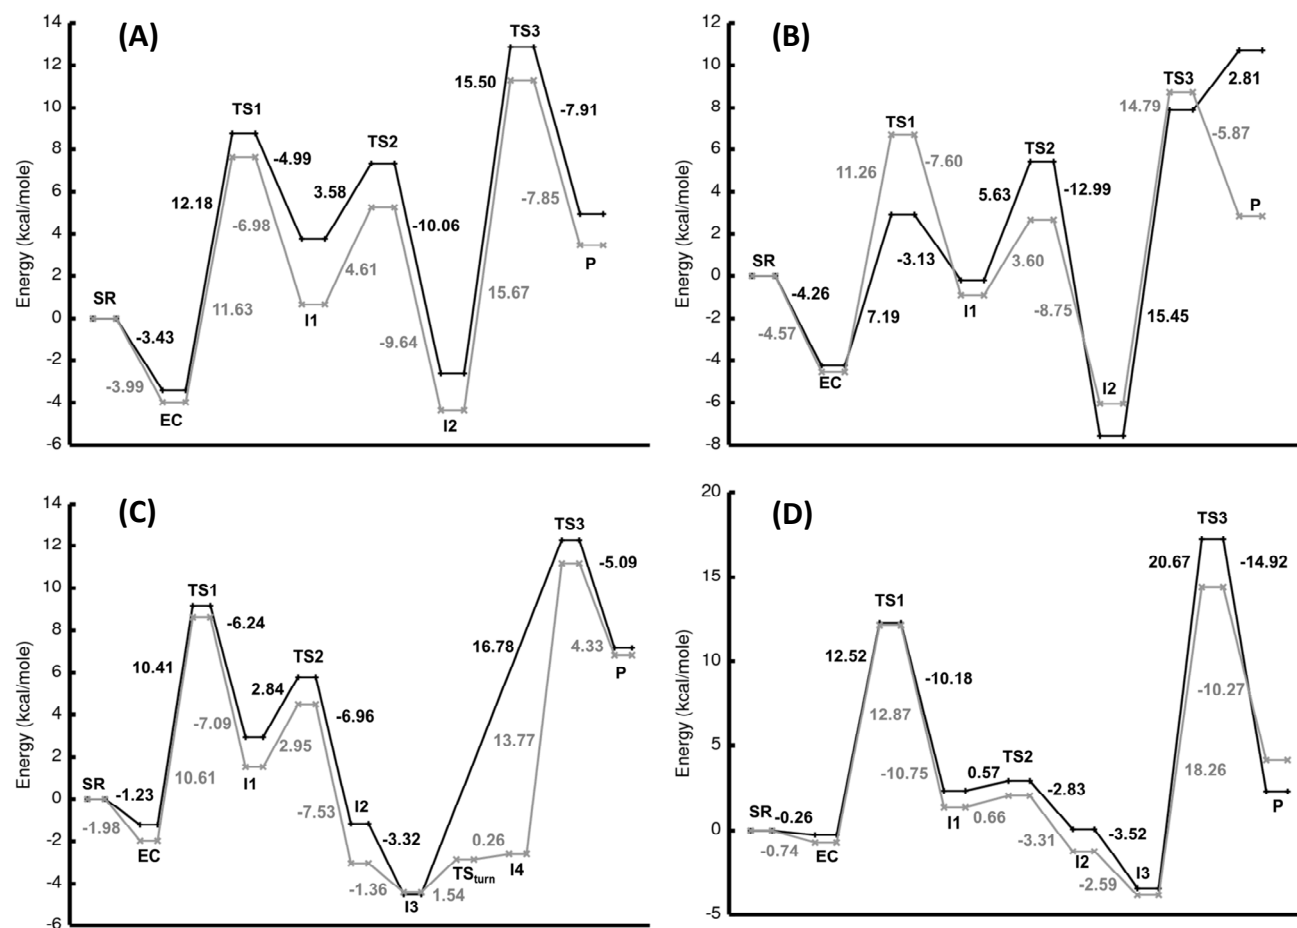 (A)
Energy (kcal/mole)
14
12
10
8
6
4
2
0
-2
-4
-6
SR
-3.43
-3.99
EC
12.18
11.63
TS1
-4.99
-6.98
I1
3.58
4.61
TS2
-10.06
-9.64
I2
15.50
15.67
TS3
-7.91
-7.85
P
(B)
Energy (kcal/mole)
12
10
8
6
4
2
0
-2
-4
-6
-8
SR
-4.26
-4.57
EC
11.26
7.19
TS1
-7.60
-3.13
I1
5.63
3.60
TS2
-12.99
-8.75
I2
14.79
15.45
TS3
2.81
-5.87
P
(C)
Energy (kcal/mole)
14
12
10
8
6
4
2
0
-2
-4
-6
SR
-1.23
-1.98
EC
10.41
10.61
TS1
-6.24
-7.09
I1
2.84
2.95
TS2
-6.96
-7.53
I2
-3.32
-1.36
I3
1.54
TSturn
0.26
I4
16.78
13.77
TS3
-5.09
4.33
P
(D)
Energy (kcal/mole)
20
15
10
5
0
-5
SR
-0.26
-0.74
EC
12.52
12.87
TS1
-10.18
-10.75
I1
0.57
0.66
TS2
-2.83
-3.31
I2
-3.52
-2.59
I3
20.67
18.26
TS3
-14.92
-10.27
P